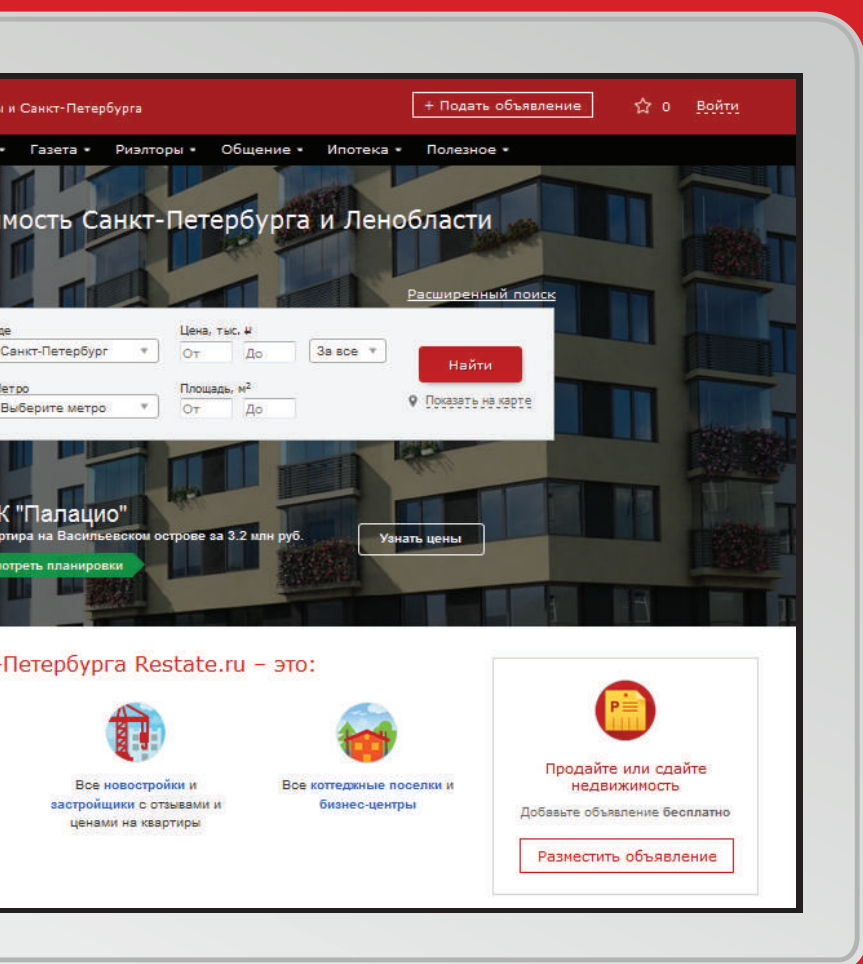 и Санкт-Петербурга
+ Подать объявление
0
Войти
Газета
Риэлторы
Общение
Ипотека
Полезное
мость Санкт-Петербурга и Ленобласти
Расширенный поиск
де
Цена, тыс. ₽
Санкт-Петербург
От
До
За все
Найти
Метро
Площадь, м²
Выберите метро
От
До
Показать на карте
К "Палацио"
ртира на Васильевском острове за 3.2 млн руб.
Узнать цены
отреть планировки
-Петербурга Restate.ru – это:
Р
Все новостройки и
застройщики с отзывами и
ценами на квартиры
Все коттеджные поселки и
бизнес-центры
Продайте или сдайте
недвижимость
Добавьте объявление бесплатно
Разместить объявление